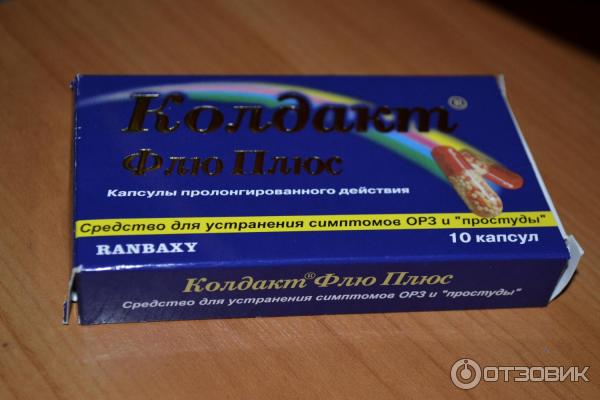 Колдакт®
Флю Плюс
Капсулы пролонгированного действия
Средство для устранения симптомов ОРЗ и "простуды"
RANBAXY 10 капсул
Колдакт® Флю Плюс
Средство для устранения симптомов ОРЗ и "простуды"
ОТЗОВИК